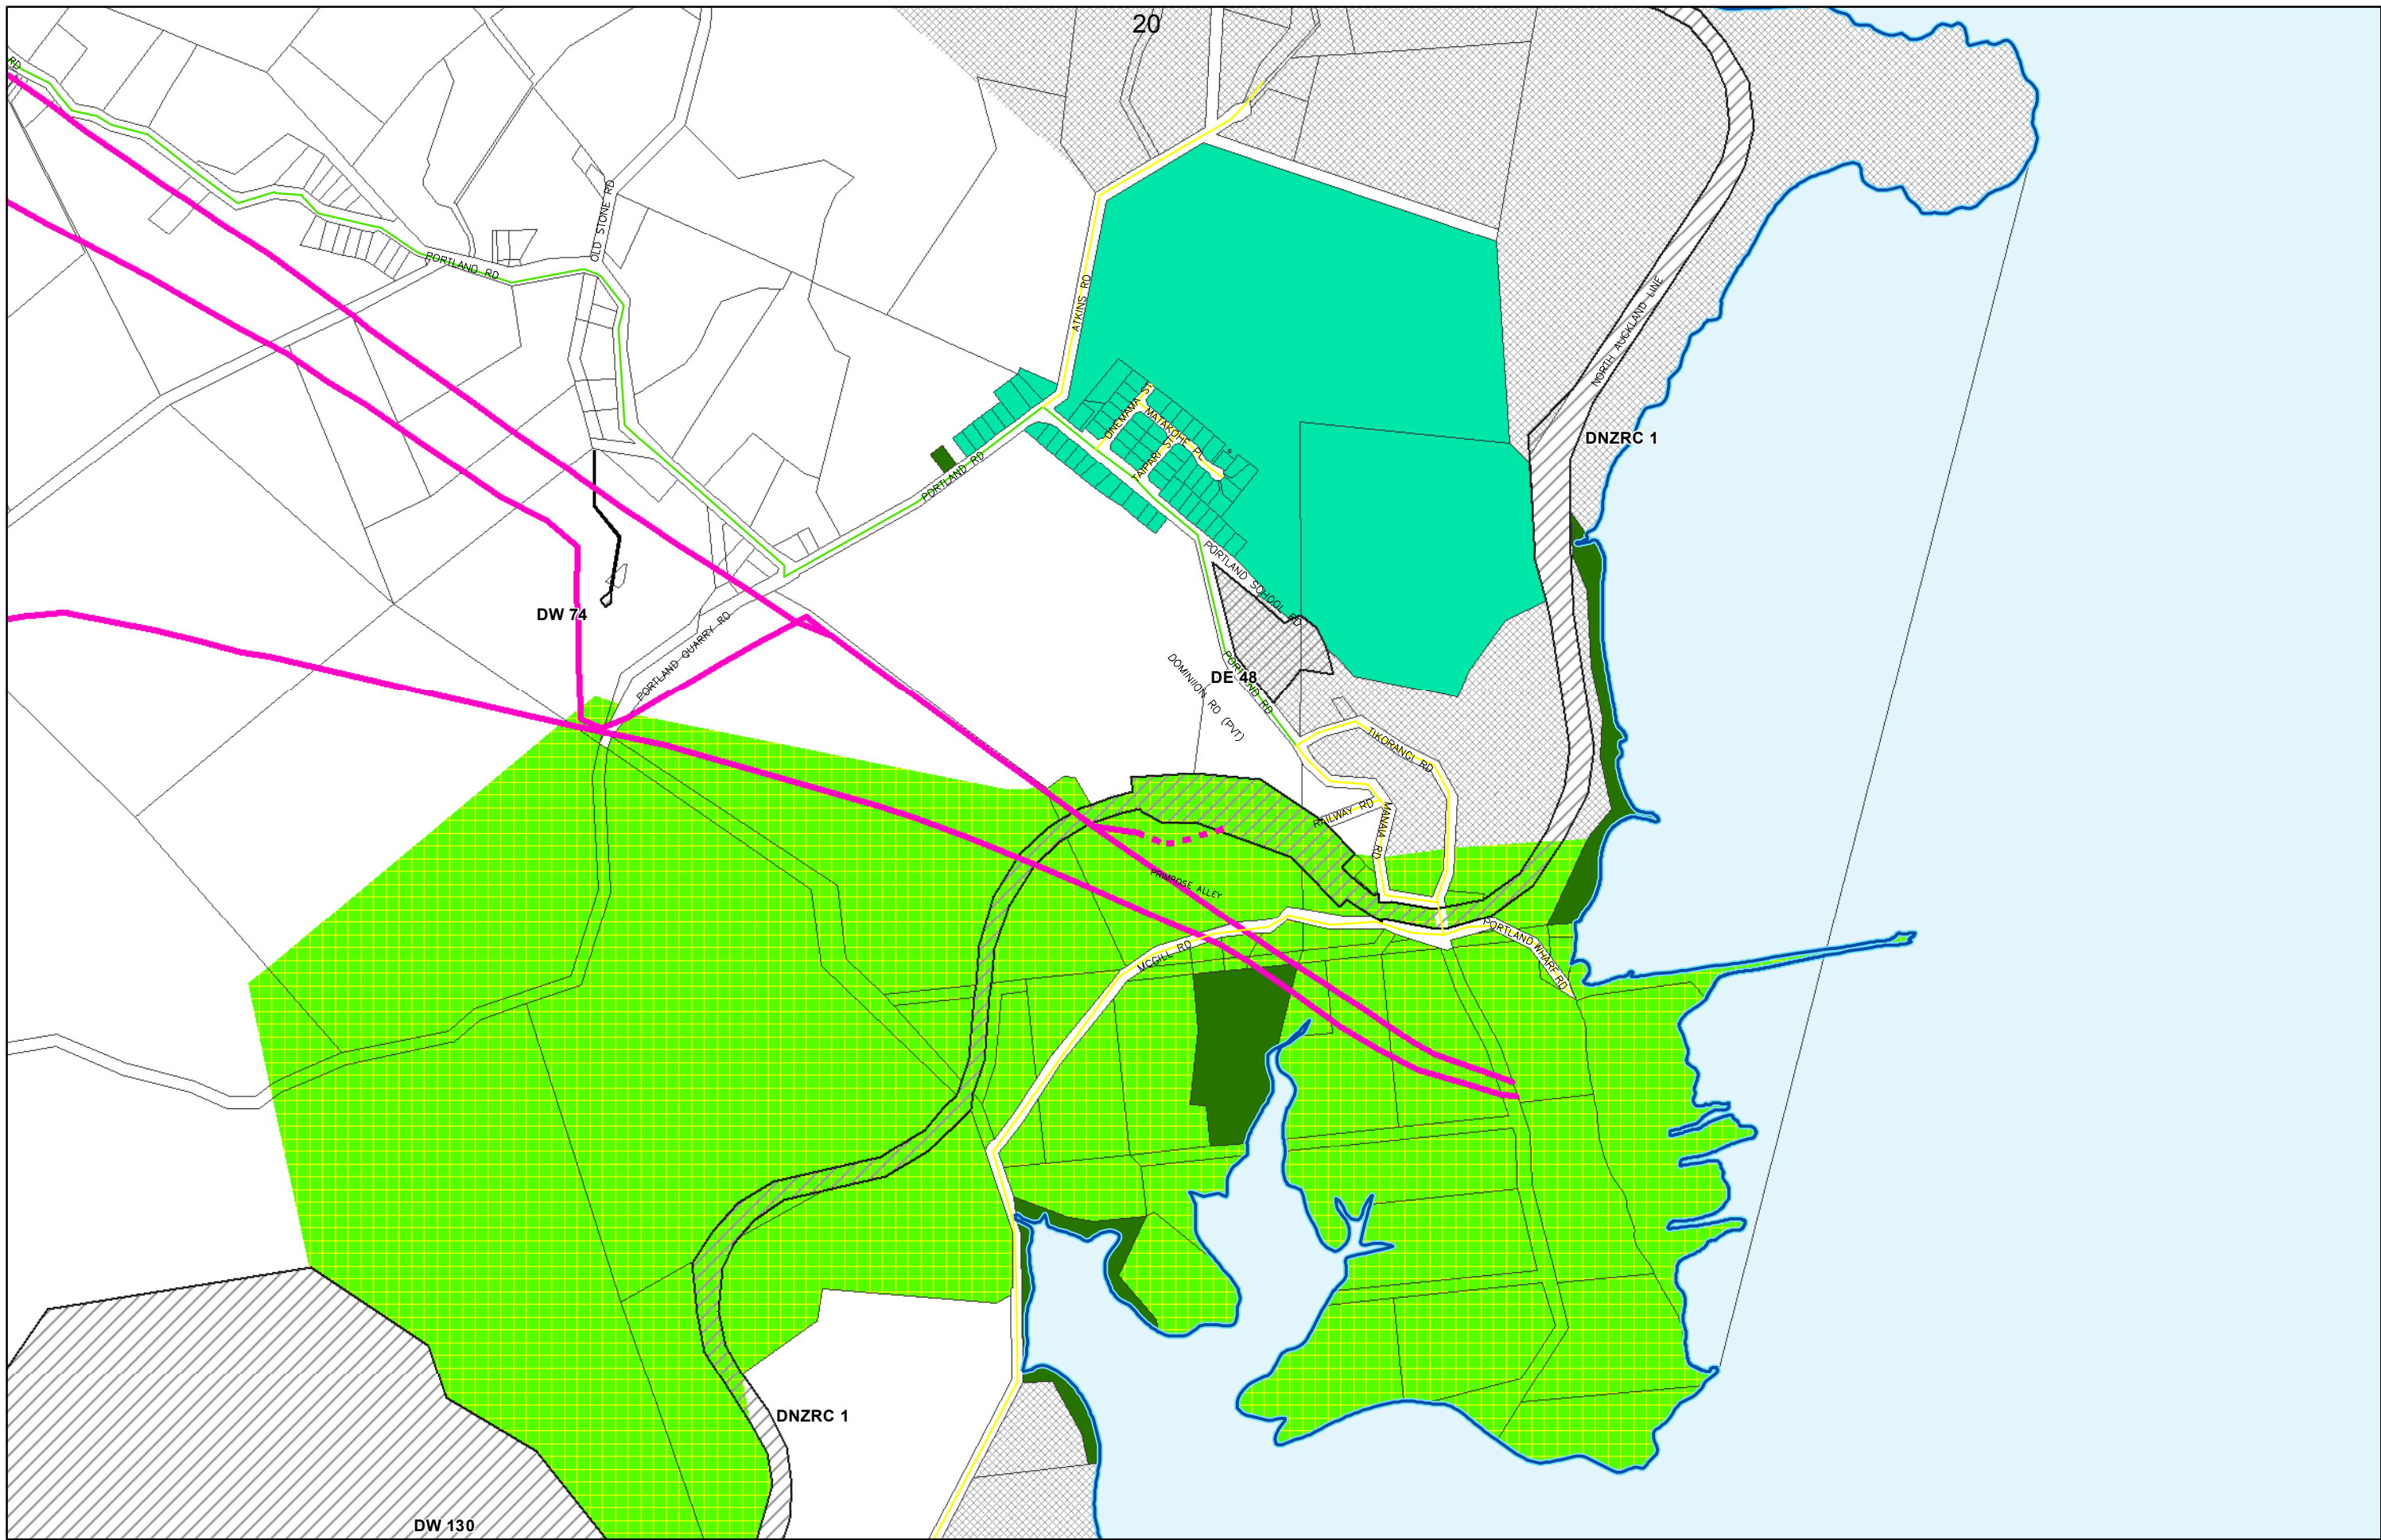 20
RD
OLD STONE RD
PORTLAND RD
ATKINS RD
NORTH AUCKLAND LINE
ONEMAMA ST
MATAKOHE PL
TAIPARI ST
DNZRC 1
PORTLAND RD
PORTLAND SCHOOL RD
DW 74
PORTLAND QUARRY RD
PORTLAND RD
DE 48
DOMINIION RD (PVT)
TIKORANGI RD
RAILWAY RD
MANAIA RD
PRIMROSE ALLEY
MCGILL RD
PORTLAND WHARF RD
DNZRC 1
DW 130